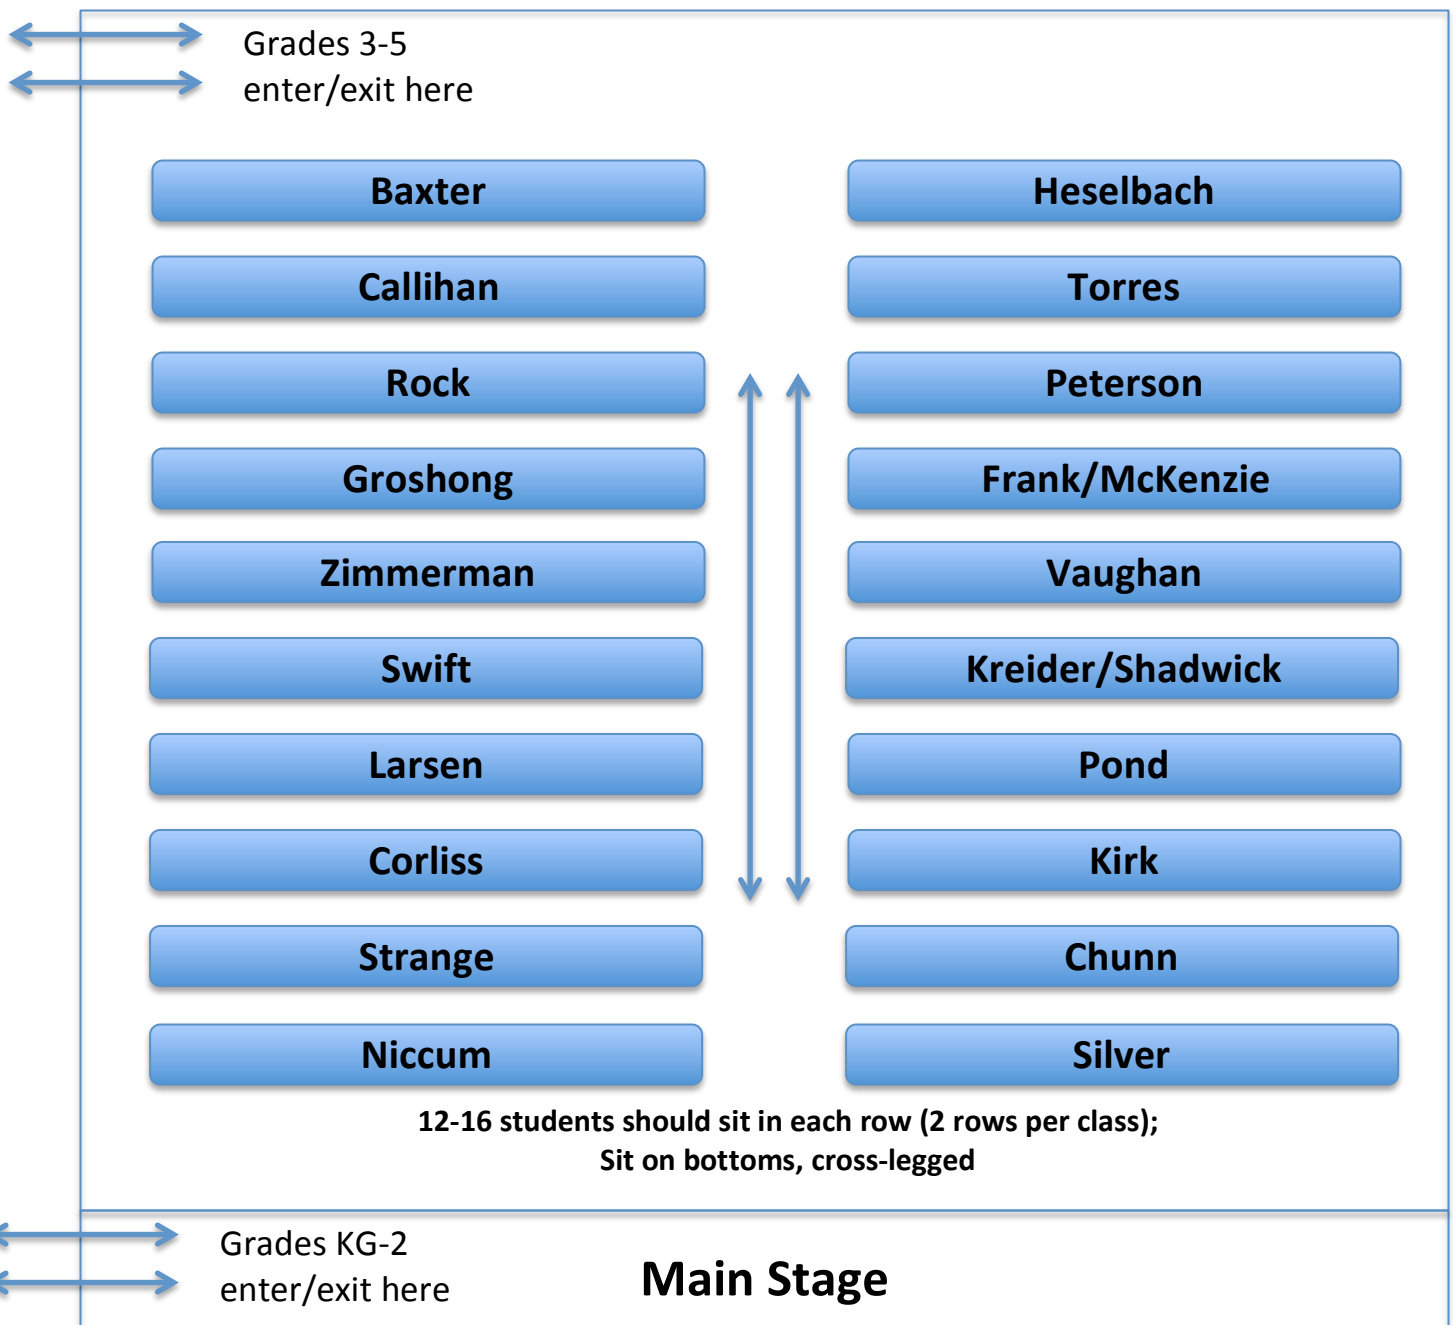 Grades 3-5
enter/exit here
Baxter
Heselbach
Callihan
Torres
Rock
Peterson
Groshong
Frank/McKenzie
Zimmerman
Vaughan
Swift
Kreider/Shadwick
Larsen
Pond
Corliss
Kirk
Strange
Chunn
Niccum
Silver
12-16 students should sit in each row (2 rows per class);
Sit on bottoms, cross-legged
Grades KG-2
enter/exit here
Main Stage